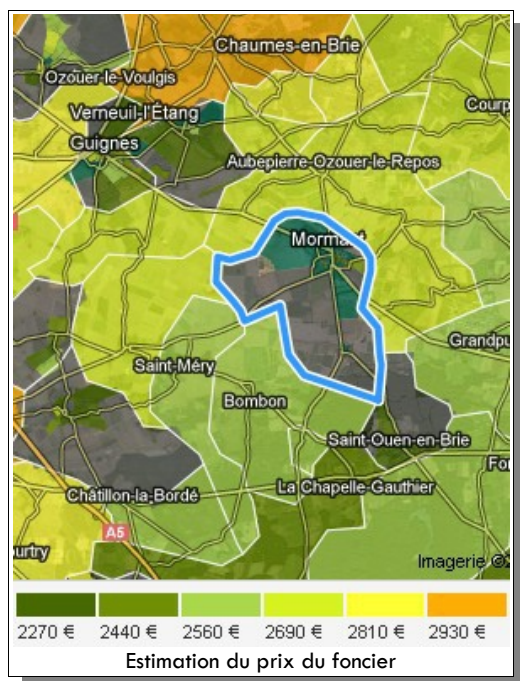 Chaumes-en-Brie
Ozouer-le-Voulgis
Courp
Verneuil-l'Étang
Guignes
Aubepierre-Ozouer-le-Repos
Mormant
Grandpu
Saint-Méry
Bombon
Saint-Ouen-en-Brie
For
La Chapelle-Gauthier
Châtillon-la-Bordé
A5
ourtry
Imagerie ©
2270 € 2440 € 2560 € 2690 € 2810 € 2930 €
Estimation du prix du foncier